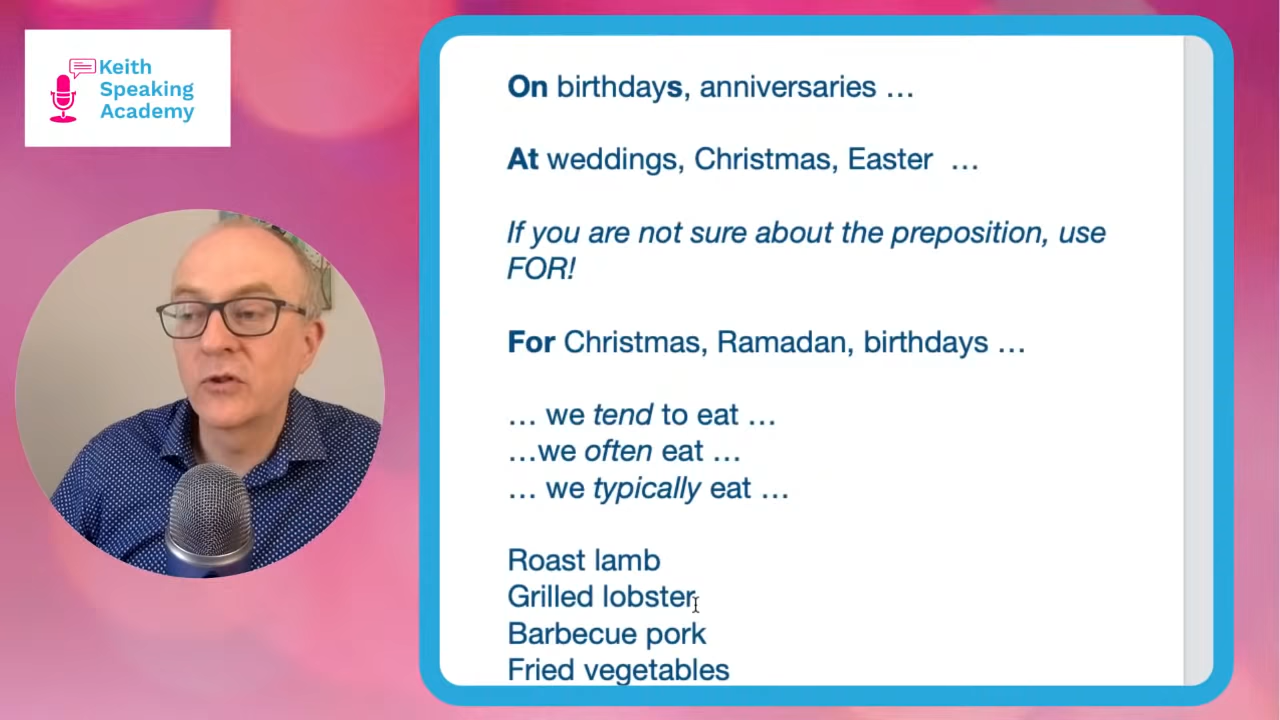 Keith
Speaking
Academy
On birthdays, anniversaries …
At weddings, Christmas, Easter …
If you are not sure about the preposition, use
FOR!
For Christmas, Ramadan, birthdays …
… we tend to eat …
…we often eat …
… we typically eat …
Roast lamb
Grilled lobster
Barbecue pork
Fried vegetables